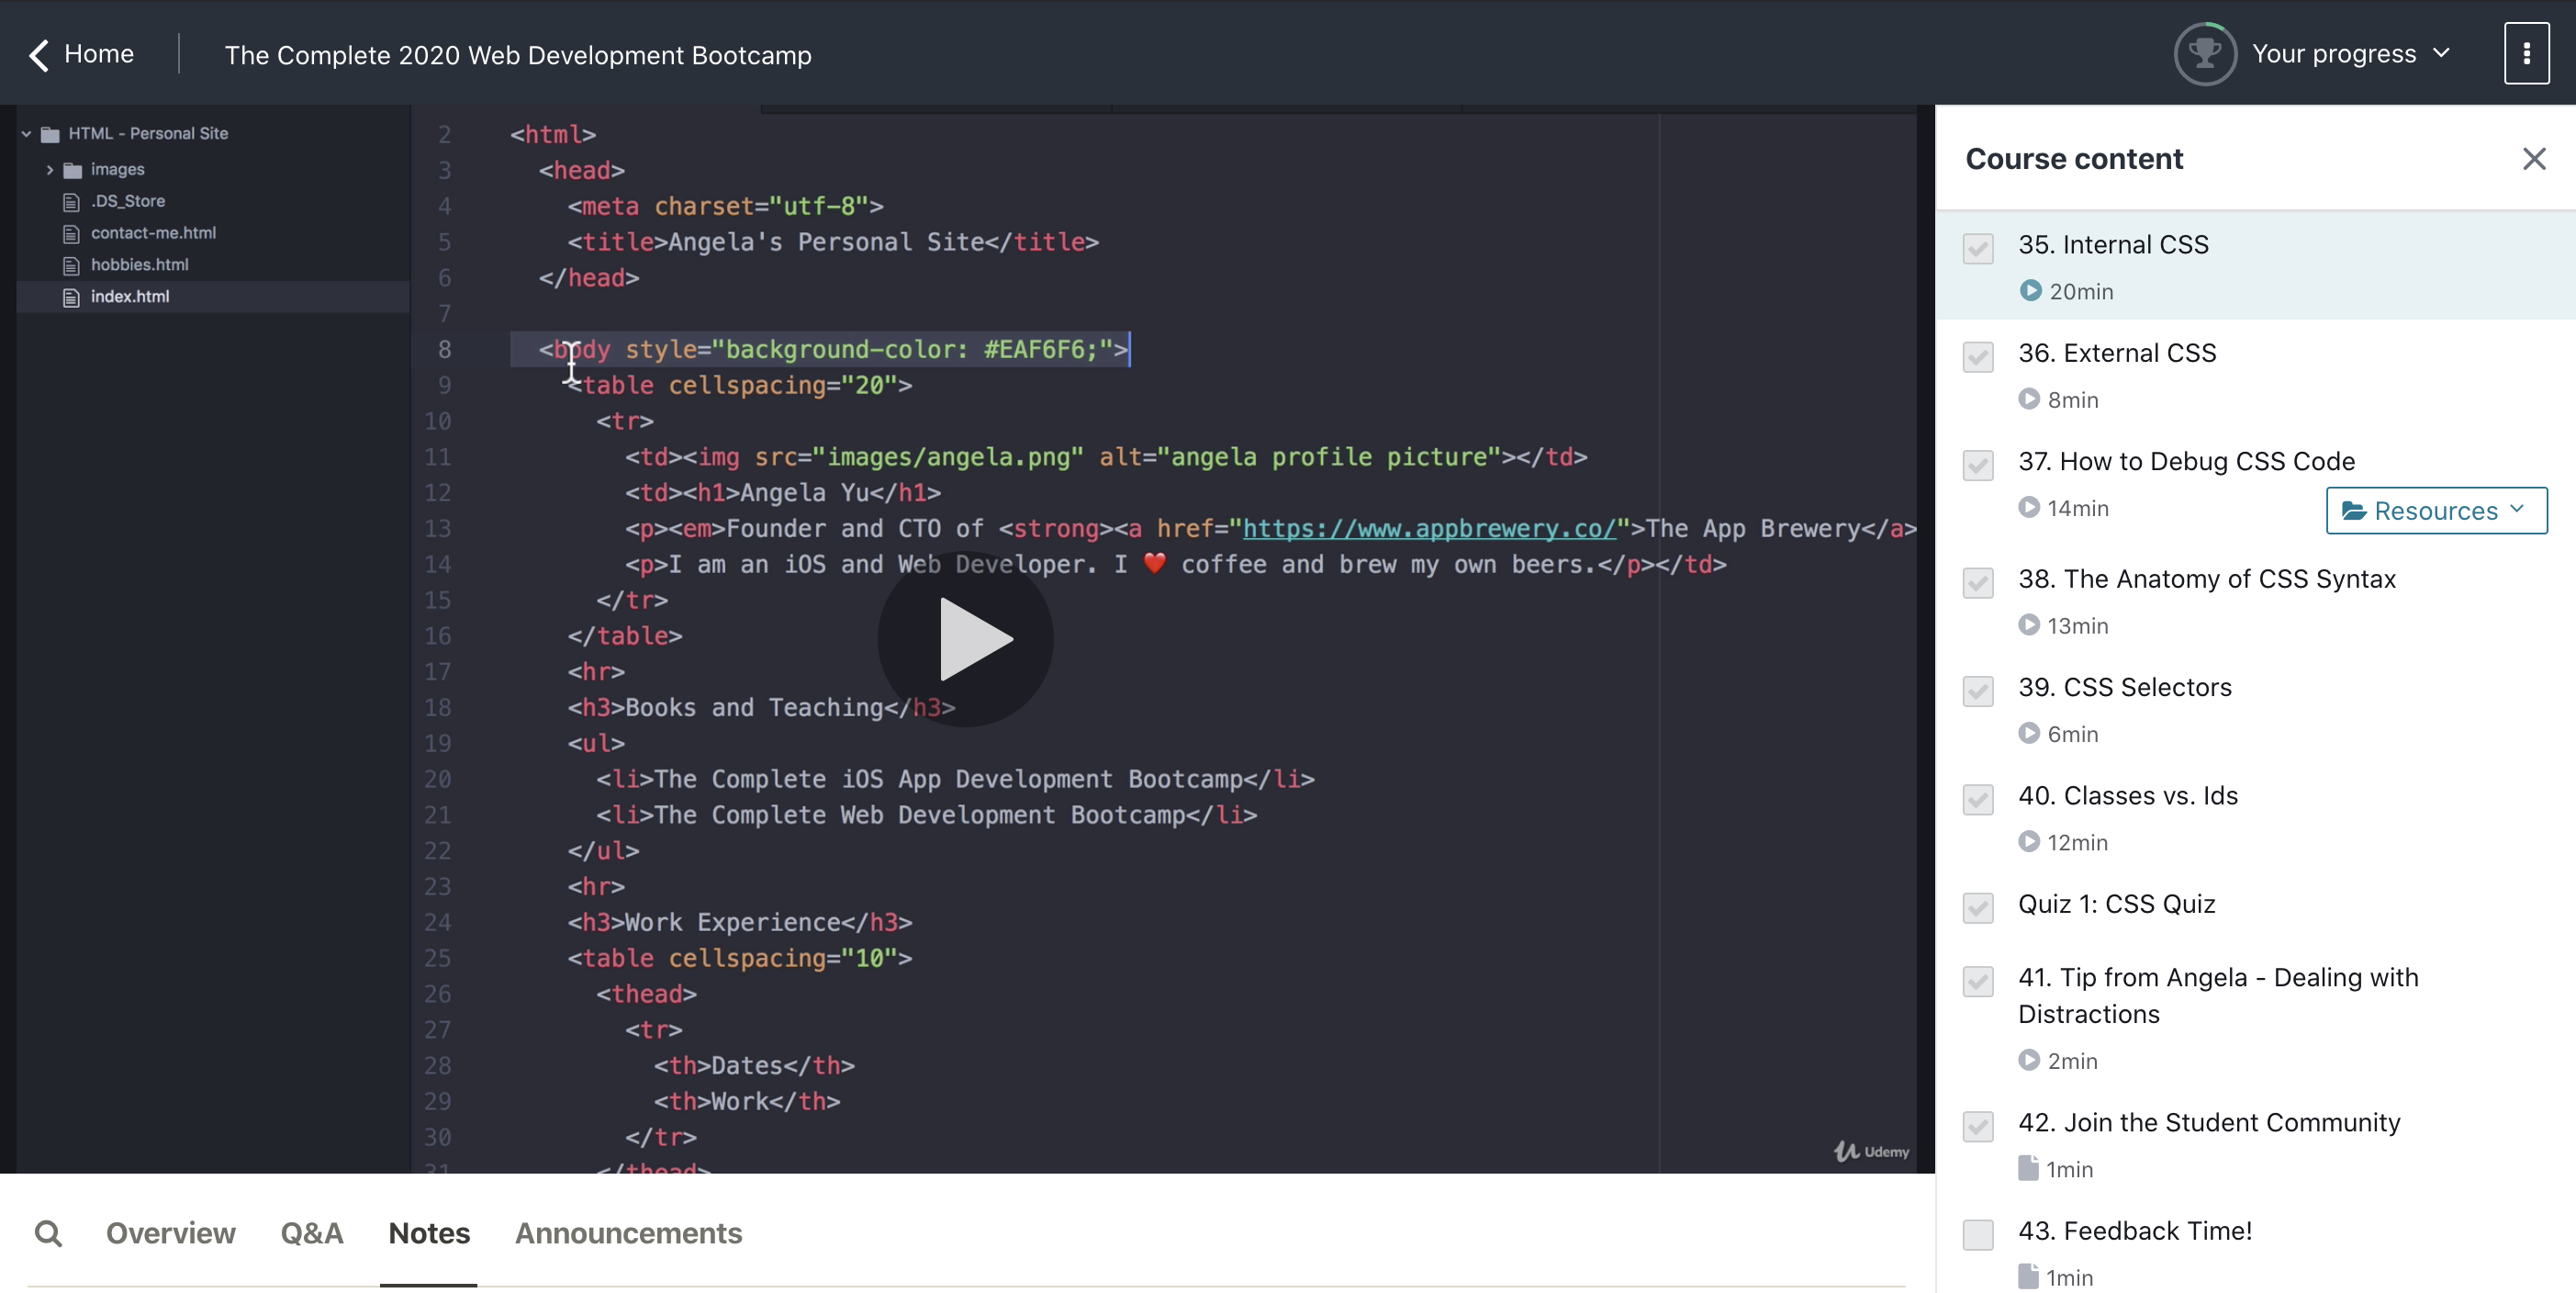 Home
The Complete 2020 Web Development Bootcamp
Your progress
HTML - Personal Site
images
.DS_Store
contact-me.html
hobbies.html
index.html
2 <html>
3 <head>
4 <meta charset="utf-8">
5 <title>Angela's Personal Site</title>
6 </head>
7
8 <body style="background-color: #EAF6F6;">
9 <table cellspacing="20">
10 <tr>
11 <td><img src="images/angela.png" alt="angela profile picture"></td>
12 <td><h1>Angela Yu</h1>
13 <p><em>Founder and CTO of <strong><a href="https://www.appbrewery.co/">The App Brewery</a>
14 <p>I am an iOS and Web Developer. I ❤️ coffee and brew my own beers.</p></td>
15 </tr>
16 </table>
17 <hr>
18 <h3>Books and Teaching</h3>
19 <ul>
20 <li>The Complete iOS App Development Bootcamp</li>
21 <li>The Complete Web Development Bootcamp</li>
22 </ul>
23 <hr>
24 <h3>Work Experience</h3>
25 <table cellspacing="10">
26 <thead>
27 <tr>
28 <th>Dates</th>
29 <th>Work</th>
30 </tr>
31 </thead>
Udemy
Overview Q&A Notes Announcements
Course content
35. Internal CSS
20min
36. External CSS
8min
37. How to Debug CSS Code
14min
Resources
38. The Anatomy of CSS Syntax
13min
39. CSS Selectors
6min
40. Classes vs. Ids
12min
Quiz 1: CSS Quiz
41. Tip from Angela - Dealing with
Distractions
2min
42. Join the Student Community
1min
43. Feedback Time!
1min